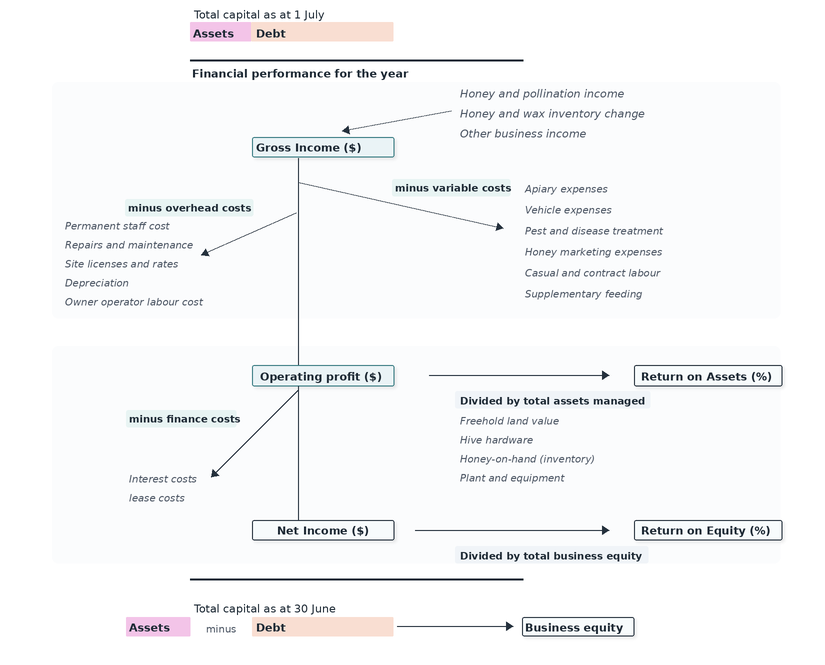 Total capital as at 1 July
Assets Debt
Financial performance for the year
Honey and pollination income
Honey and wax inventory change
Other business income
Gross Income ($)
minus variable costs
Apiary expenses
Vehicle expenses
Pest and disease treatment
Honey marketing expenses
Casual and contract labour
Supplementary feeding
minus overhead costs
Permanent staff cost
Repairs and maintenance
Site licenses and rates
Depreciation
Owner operator labour cost
Operating profit ($)
Return on Assets (%)
Divided by total assets managed
Freehold land value
Hive hardware
Honey-on-hand (inventory)
Plant and equipment
minus finance costs
Interest costs
lease costs
Net Income ($)
Return on Equity (%)
Divided by total business equity
Total capital as at 30 June
Assets minus Debt
Business equity